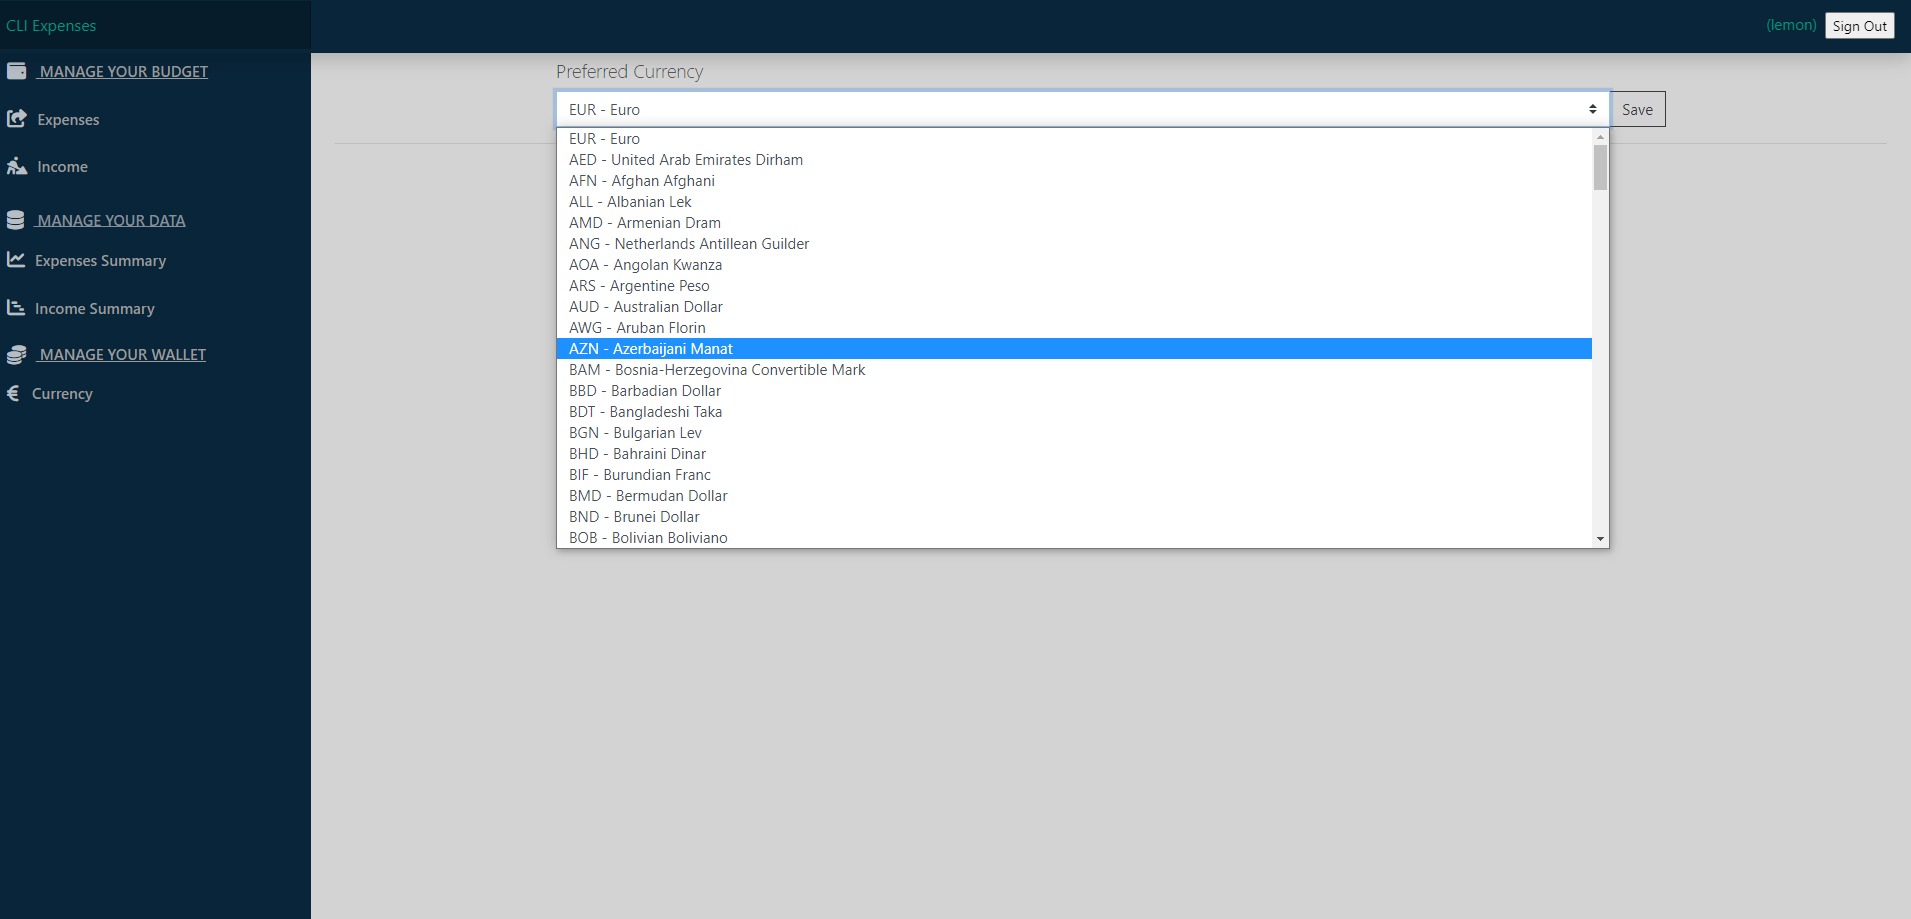 CLI Expenses
(lemon)
Sign Out
MANAGE YOUR BUDGET
Expenses
Income
MANAGE YOUR DATA
Expenses Summary
Income Summary
MANAGE YOUR WALLET
Currency
Preferred Currency
EUR - Euro
Save
EUR - Euro
AED - United Arab Emirates Dirham
AFN - Afghan Afghani
ALL - Albanian Lek
AMD - Armenian Dram
ANG - Netherlands Antillean Guilder
AOA - Angolan Kwanza
ARS - Argentine Peso
AUD - Australian Dollar
AWG - Aruban Florin
AZN - Azerbaijani Manat
BAM - Bosnia-Herzegovina Convertible Mark
BBD - Barbadian Dollar
BDT - Bangladeshi Taka
BGN - Bulgarian Lev
BHD - Bahraini Dinar
BIF - Burundian Franc
BMD - Bermudan Dollar
BND - Brunei Dollar
BOB - Bolivian Boliviano